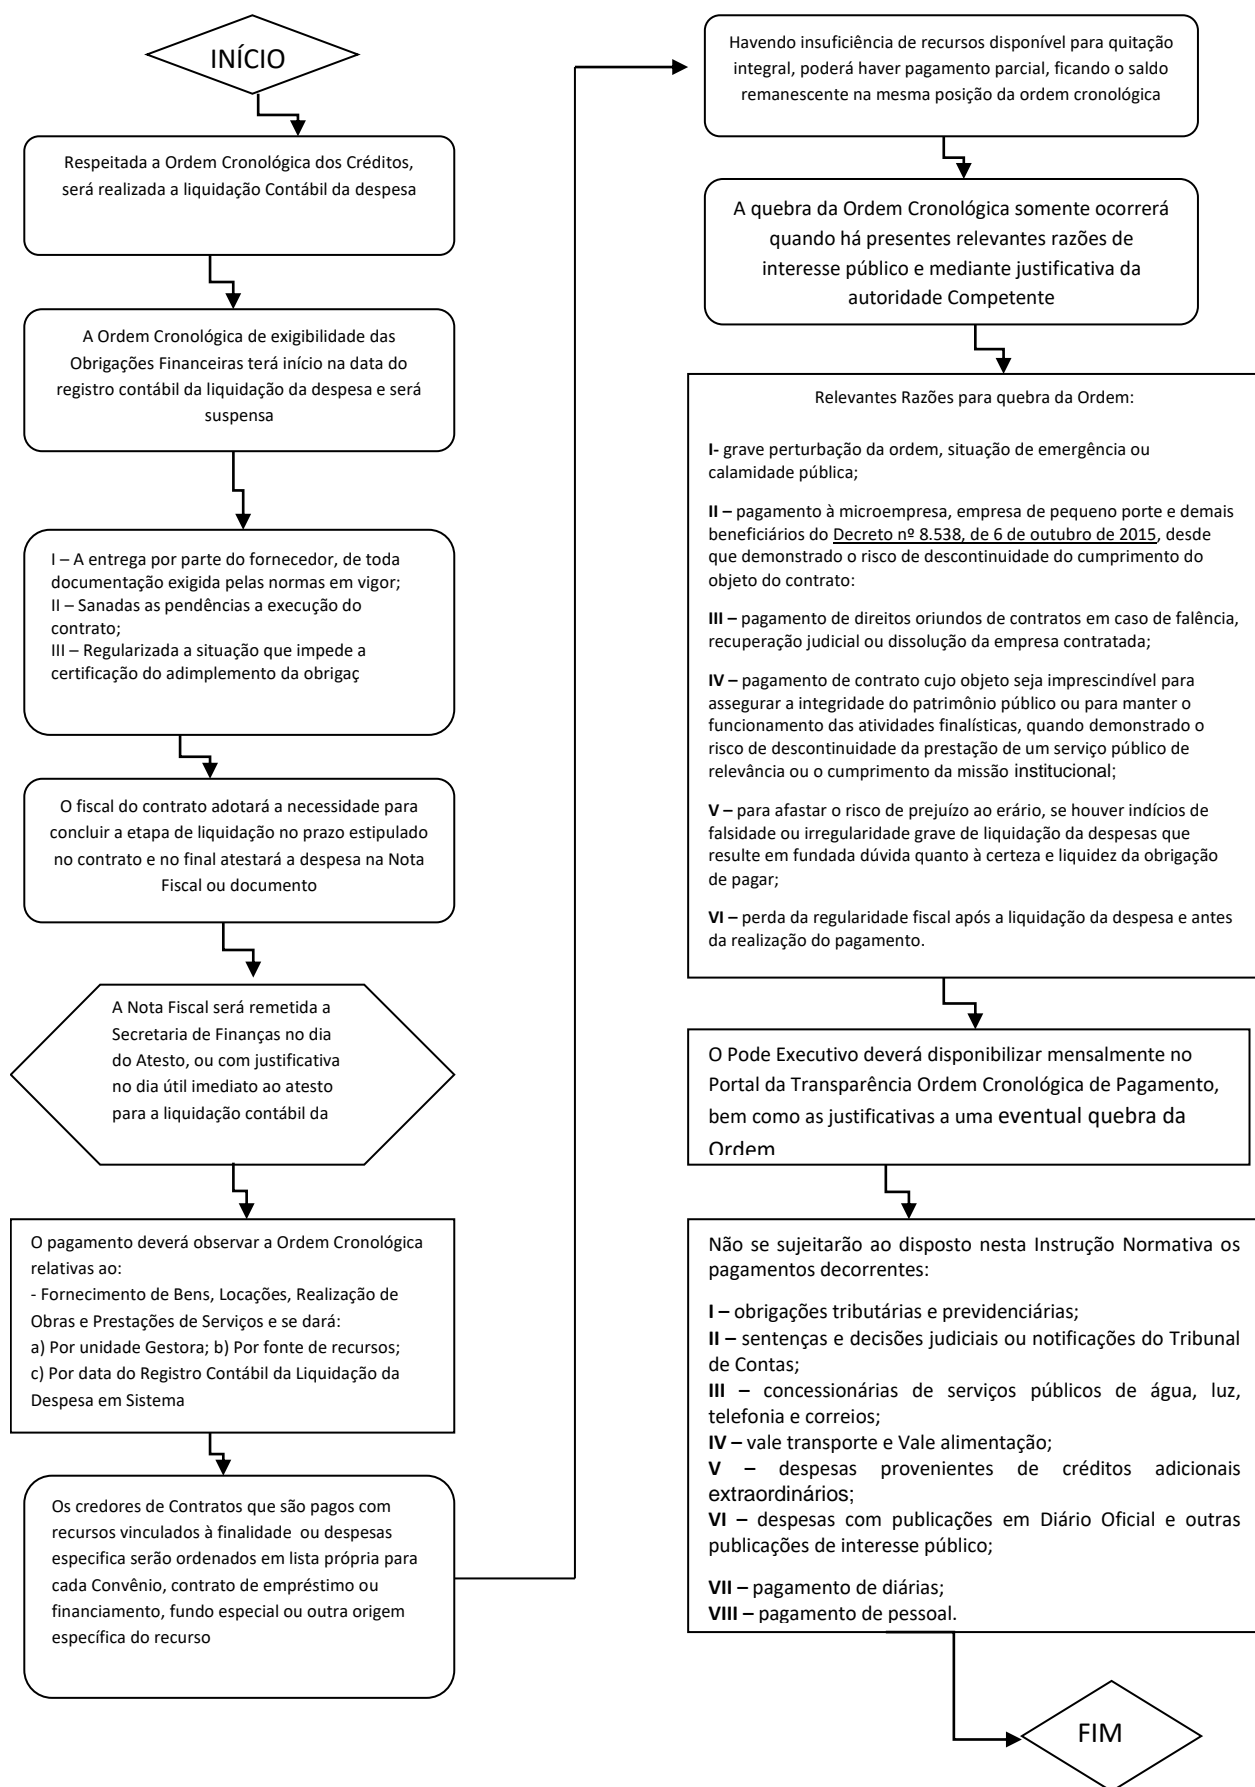 INÍCIO
Respeitada a Ordem Cronológica dos Créditos,
será realizada a liquidação Contábil da despesa
A Ordem Cronológica de exigibilidade das
Obrigações Financeiras terá início na data do
registro contábil da liquidação da despesa e será
suspensa
I – A entrega por parte do fornecedor, de toda
documentação exigida pelas normas em vigor;
II – Sanadas as pendências a execução do
contrato;
III – Regularizada a situação que impede a
certificação do adimplemento da obrigaç
O fiscal do contrato adotará a necessidade para
concluir a etapa de liquidação no prazo estipulado
no contrato e no final atestará a despesa na Nota
Fiscal ou documento
A Nota Fiscal será remetida a
Secretaria de Finanças no dia
do Atesto, ou com justificativa
no dia útil imediato ao atesto
para a liquidação contábil da
O pagamento deverá observar a Ordem Cronológica
relativas ao:
- Fornecimento de Bens, Locações, Realização de
Obras e Prestações de Serviços e se dará:
a) Por unidade Gestora; b) Por fonte de recursos;
c) Por data do Registro Contábil da Liquidação da
Despesa em Sistema
Os credores de Contratos que são pagos com
recursos vinculados à finalidade ou despesas
especifica serão ordenados em lista própria para
cada Convênio, contrato de empréstimo ou
financiamento, fundo especial ou outra origem
específica do recurso
Havendo insuficiência de recursos disponível para quitação
integral, poderá haver pagamento parcial, ficando o saldo
remanescente na mesma posição da ordem cronológica
A quebra da Ordem Cronológica somente ocorrerá
quando há presentes relevantes razões de
interesse público e mediante justificativa da
autoridade Competente
Relevantes Razões para quebra da Ordem:
I- grave perturbação da ordem, situação de emergência ou
calamidade pública;
II – pagamento à microempresa, empresa de pequeno porte e demais
beneficiários do Decreto nº 8.538, de 6 de outubro de 2015, desde
que demonstrado o risco de descontinuidade do cumprimento do
objeto do contrato:
III – pagamento de direitos oriundos de contratos em caso de falência,
recuperação judicial ou dissolução da empresa contratada;
IV – pagamento de contrato cujo objeto seja imprescindível para
assegurar a integridade do patrimônio público ou para manter o
funcionamento das atividades finalísticas, quando demonstrado o
risco de descontinuidade da prestação de um serviço público de
relevância ou o cumprimento da missão institucional;
V – para afastar o risco de prejuízo ao erário, se houver indícios de
falsidade ou irregularidade grave de liquidação da despesas que
resulte em fundada dúvida quanto à certeza e liquidez da obrigação
de pagar;
VI – perda da regularidade fiscal após a liquidação da despesa e antes
da realização do pagamento.
O Pode Executivo deverá disponibilizar mensalmente no
Portal da Transparência Ordem Cronológica de Pagamento,
bem como as justificativas a uma eventual quebra da
Ordem
Não se sujeitarão ao disposto nesta Instrução Normativa os
pagamentos decorrentes:
I – obrigações tributárias e previdenciárias;
II – sentenças e decisões judiciais ou notificações do Tribunal
de Contas;
III – concessionárias de serviços públicos de água, luz,
telefonia e correios;
IV – vale transporte e Vale alimentação;
V – despesas provenientes de créditos adicionais
extraordinários;
VI – despesas com publicações em Diário Oficial e outras
publicações de interesse público;
VII – pagamento de diárias;
VIII – pagamento de pessoal.
FIM